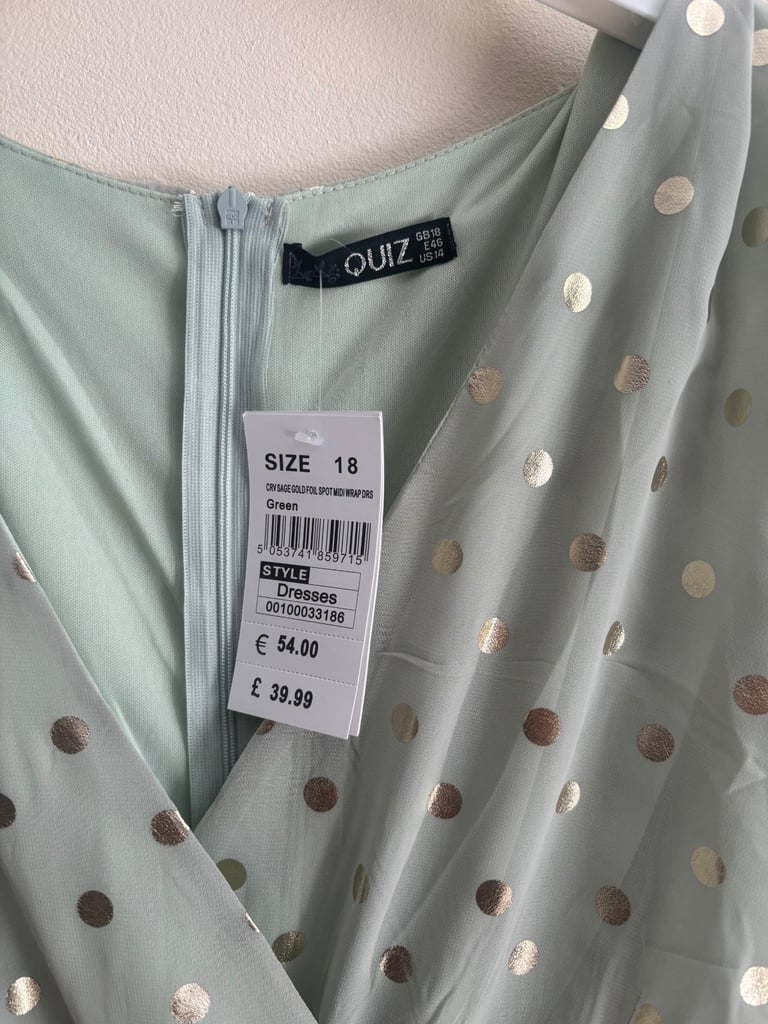 QUIZ
GB18
E46
US14
SIZE 18
CRV SAGE GOLD FOIL SPOT MIDI WRAP DRS
Green
5 053741 859715
STYLE
Dresses
00100033186
€ 54.00
£ 39.99